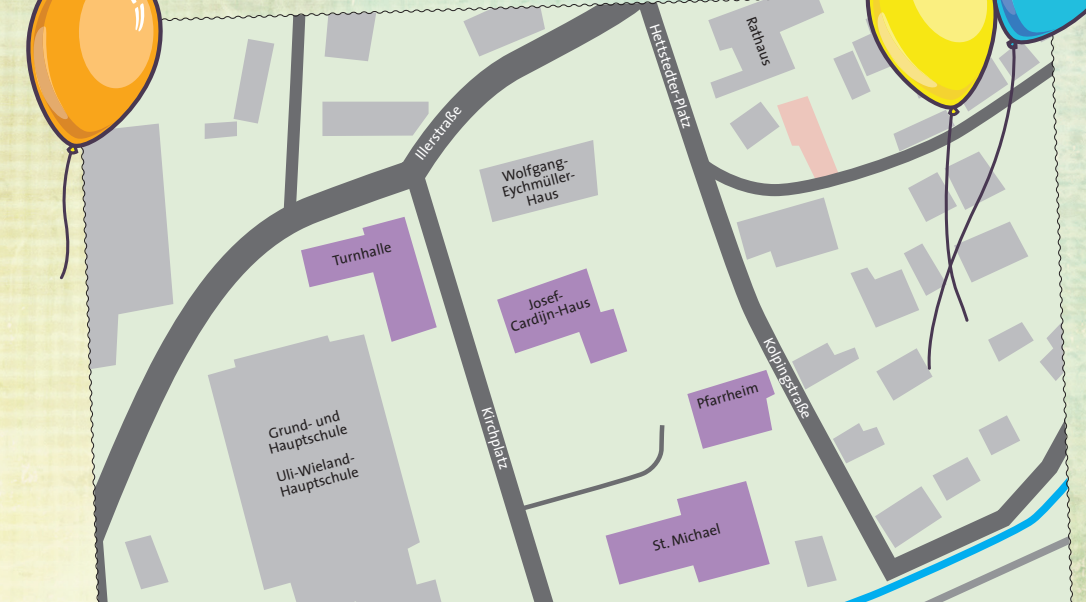 Rathaus
Hettstedter-Platz
Illerstraße
Wolfgang-
Eychmüller-
Haus
Turnhalle
Josef-
Cardijn-Haus
Kolpingstraße
Pfarrheim
Grund- und
Hauptschule
Uli-Wieland-
Hauptschule
Kirchplatz
St. Michael